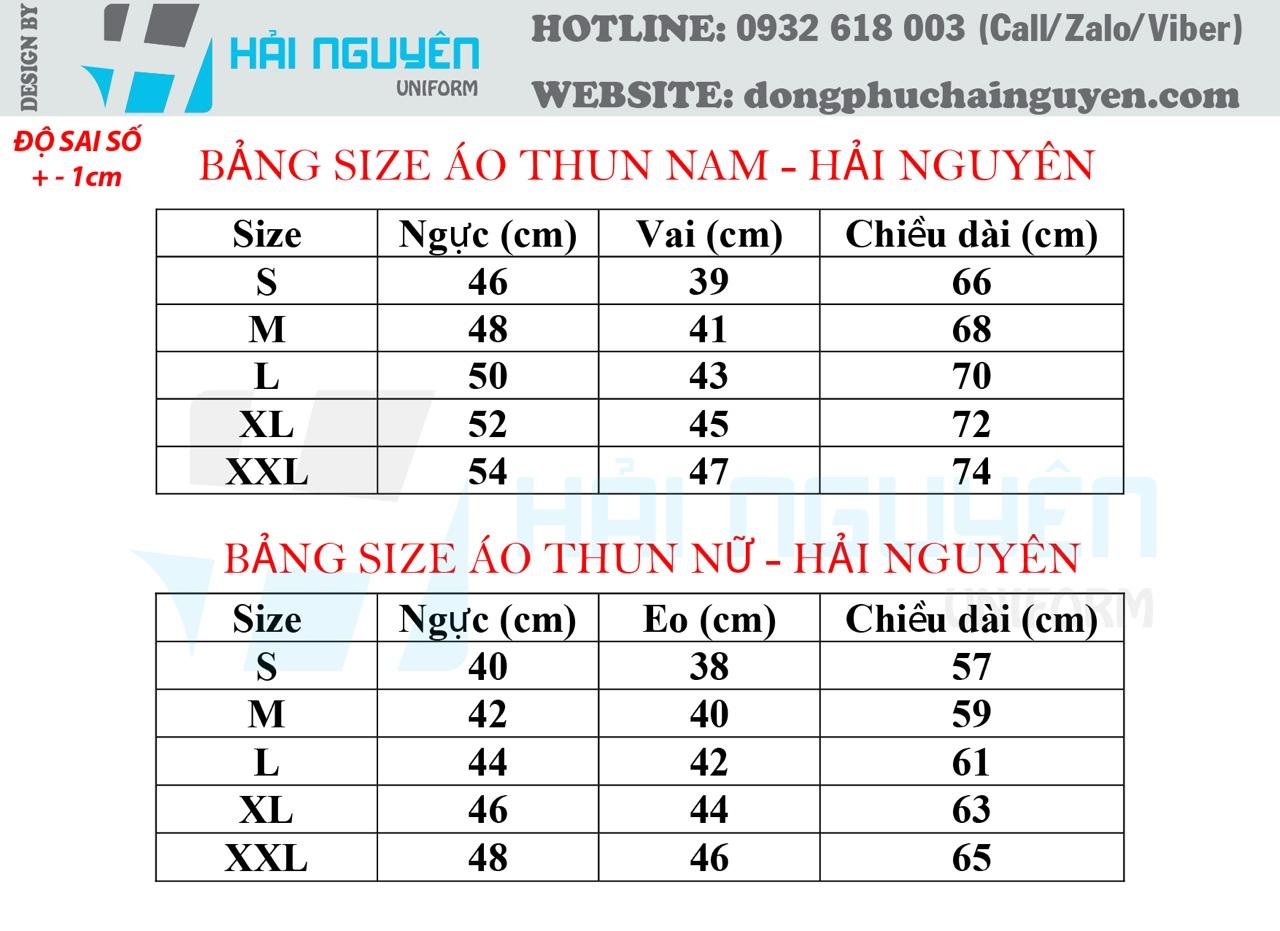 DESIGN BY
HẢI NGUYÊN
UNIFORM
HOTLINE: 0932 618 003 (Call/Zalo/Viber)
WEBSITE: dongphuchainguyen.com
ĐỘ SAI SỐ
+ - 1cm
BẢNG SIZE ÁO THUN NAM - HẢI NGUYÊN
Size Ngực (cm) Vai (cm) Chiều dài (cm)
S 46 39 66
M 48 41 68
L 50 43 70
XL 52 45 72
XXL 54 47 74
HẢI NGUYÊN
UNIFORM
BẢNG SIZE ÁO THUN NỮ - HẢI NGUYÊN
Size Ngực (cm) Eo (cm) Chiều dài (cm)
S 40 38 57
M 42 40 59
L 44 42 61
XL 46 44 63
XXL 48 46 65